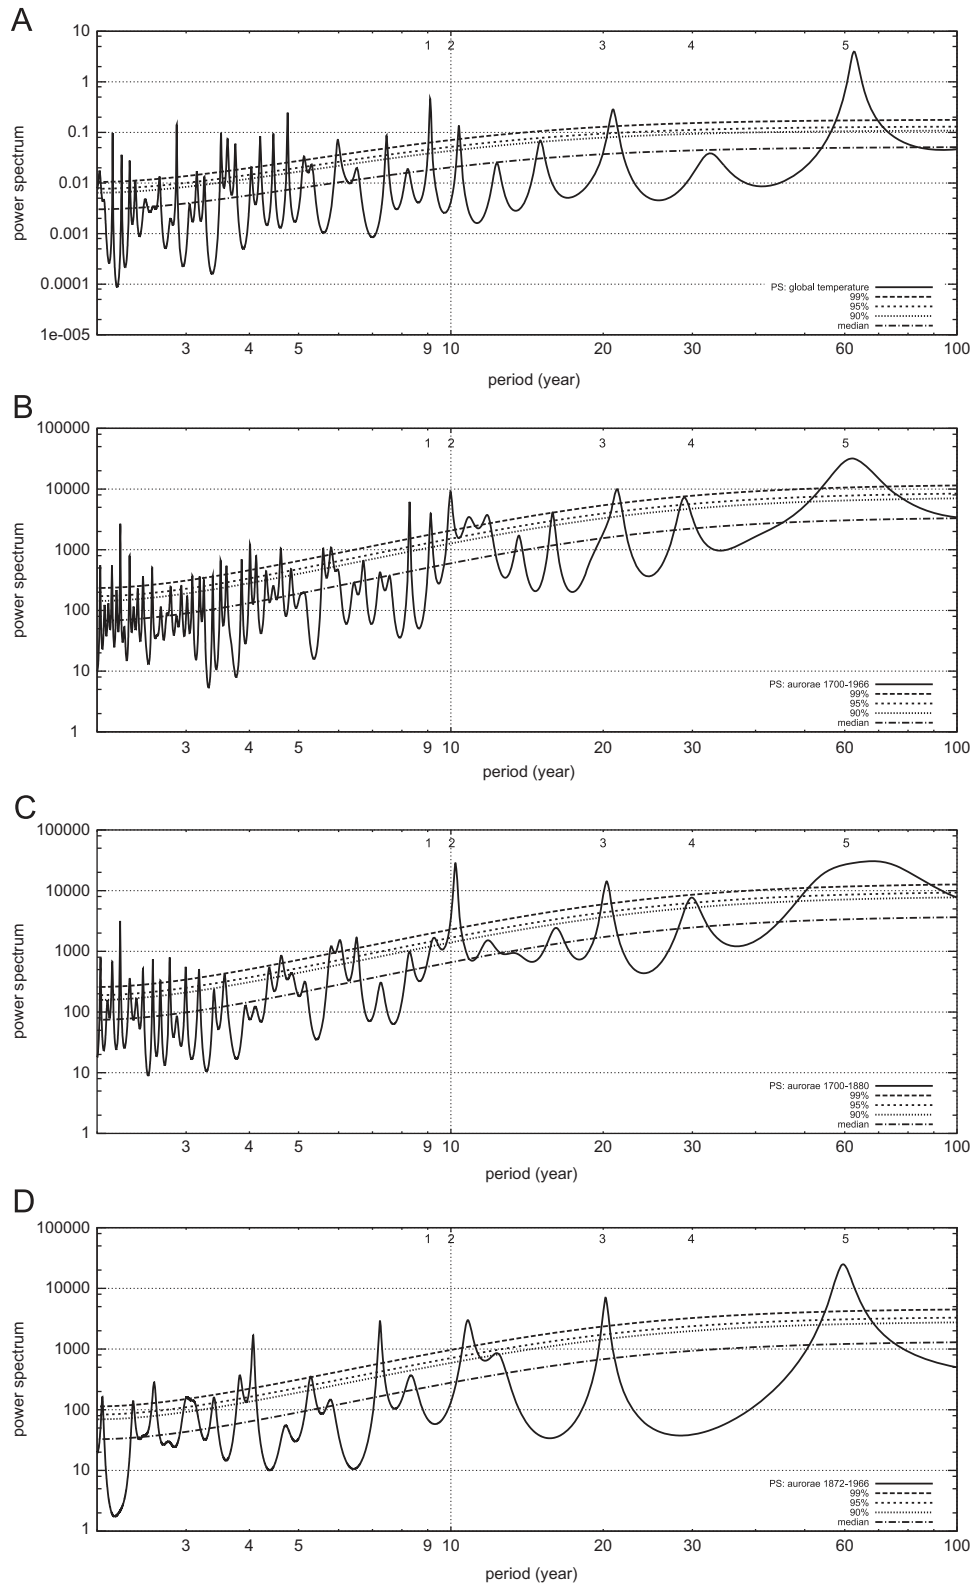 A
10
1
0.1
0.01
0.001
0.0001
1e-005
power spectrum
1 2 3 4 5
PS: global temperature
99%
95%
90%
median
3 4 5 9 10 20 30 60 100
period (year)
B
100000
10000
1000
100
10
1
power spectrum
1 2 3 4 5
PS: aurorae 1700-1966
99%
95%
90%
median
3 4 5 9 10 20 30 60 100
period (year)
C
100000
10000
1000
100
10
1
power spectrum
1 2 3 4 5
PS: aurorae 1700-1880
99%
95%
90%
median
3 4 5 9 10 20 30 60 100
period (year)
D
100000
10000
1000
100
10
1
power spectrum
1 2 3 4 5
PS: aurorae 1872-1966
99%
95%
90%
median
3 4 5 9 10 20 30 60 100
period (year)